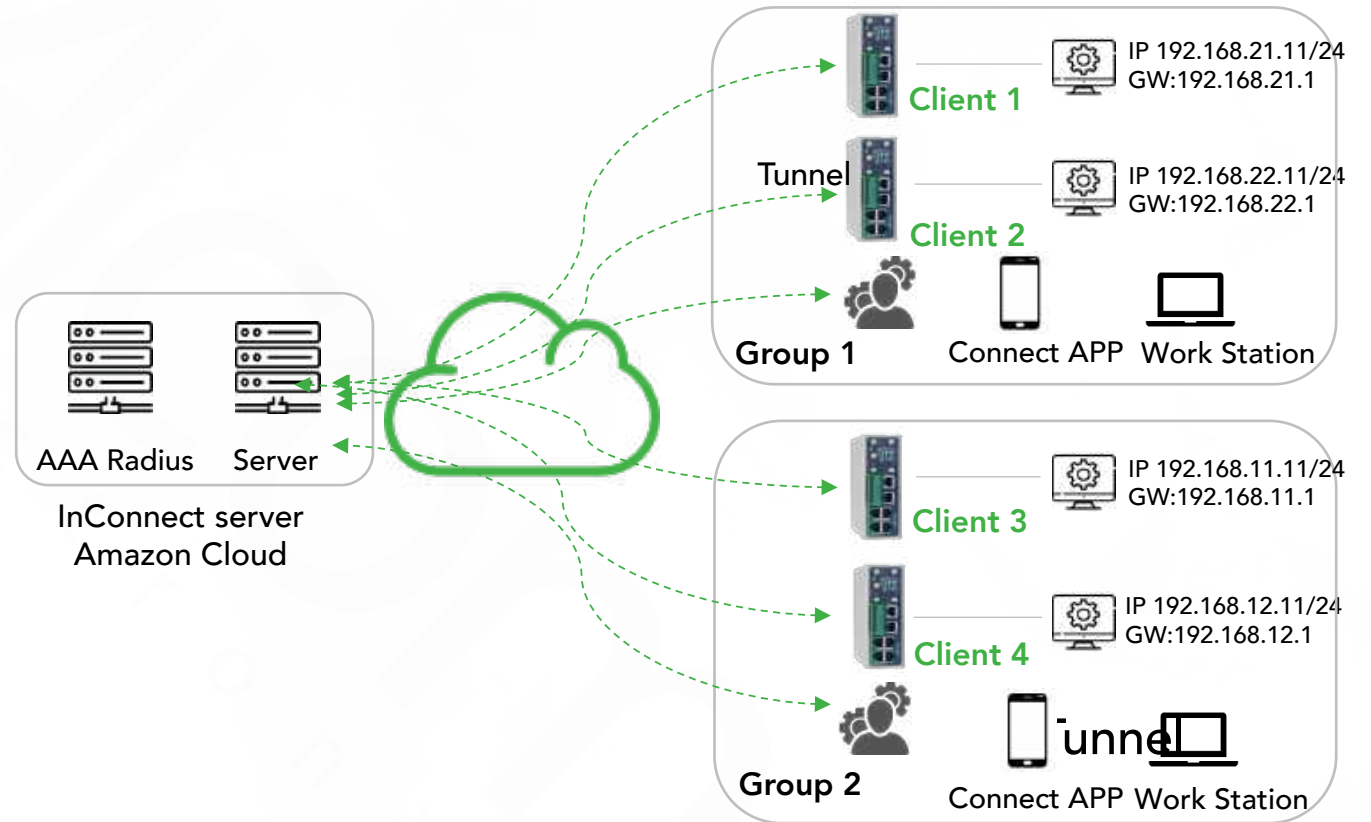 IP 192.168.21.11/24
GW:192.168.21.1
Client 1
Tunnel
IP 192.168.22.11/24
GW:192.168.22.1
Client 2
Group 1
Connect APP
Work Station
AAA Radius
Server
InConnect server
Amazon Cloud
IP 192.168.11.11/24
GW:192.168.11.1
Client 3
IP 192.168.12.11/24
GW:192.168.12.1
Client 4
Tunnel
Group 2
Connect APP
Work Station